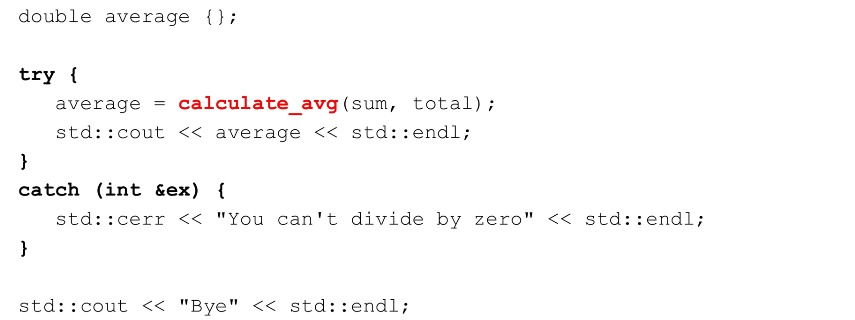 double average {};
try {
average = calculate_avg(sum, total);
std::cout << average << std::endl;
}
catch (int &ex) {
std::cerr << "You can't divide by zero" << std::endl;
}
std::cout << "Bye" << std::endl;